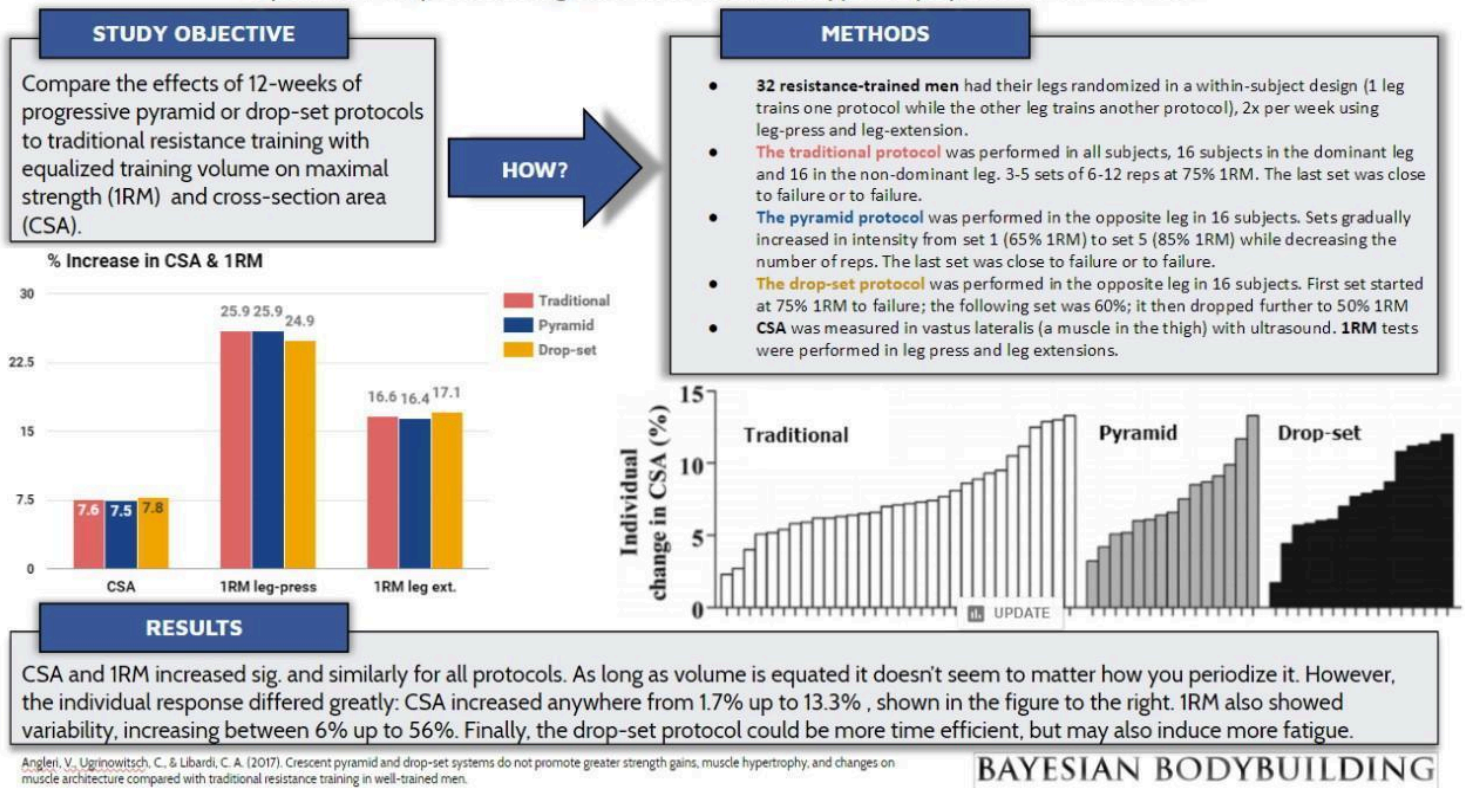 STUDY OBJECTIVE
Compare the effects of 12-weeks of
progressive pyramid or drop-set protocols
to traditional resistance training with
equalized training volume on maximal
strength (1RM) and cross-section area
(CSA).
HOW?
METHODS
● 32 resistance-trained men had their legs randomized in a within-subject design (1 leg
trains one protocol while the other leg trains another protocol), 2x per week using
leg-press and leg-extension.
● The traditional protocol was performed in all subjects, 16 subjects in the dominant leg
and 16 in the non-dominant leg. 3-5 sets of 6-12 reps at 75% 1RM. The last set was close
to failure or to failure.
● The pyramid protocol was performed in the opposite leg in 16 subjects. Sets gradually
increased in intensity from set 1 (65% 1RM) to set 5 (85% 1RM) while decreasing the
number of reps. The last set was close to failure or to failure.
● The drop-set protocol was performed in the opposite leg in 16 subjects. First set started
at 75% 1RM to failure; the following set was 60%; it then dropped further to 50% 1RM
● CSA was measured in vastus lateralis (a muscle in the thigh) with ultrasound. 1RM tests
were performed in leg press and leg extensions.
% Increase in CSA & 1RM
30
22.5
15
7.5
0
7.6 7.5 7.8
25.9 25.9 24.9
16.6 16.4 17.1
CSA
1RM leg-press
1RM leg ext.
Traditional
Pyramid
Drop-set
Individual
change in CSA (%)
15
10
5
0
Traditional
Pyramid
Drop-set
UPDATE
RESULTS
CSA and 1RM increased sig. and similarly for all protocols. As long as volume is equated it doesn't seem to matter how you periodize it. However,
the individual response differed greatly: CSA increased anywhere from 1.7% up to 13.3% , shown in the figure to the right. 1RM also showed
variability, increasing between 6% up to 56%. Finally, the drop-set protocol could be more time efficient, but may also induce more fatigue.
Angleri, V., Ugrinowitsch, C., & Libardi, C. A. (2017). Crescent pyramid and drop-set systems do not promote greater strength gains, muscle hypertrophy, and changes on
muscle architecture compared with traditional resistance training in well-trained men.
BAYESIAN BODYBUILDING